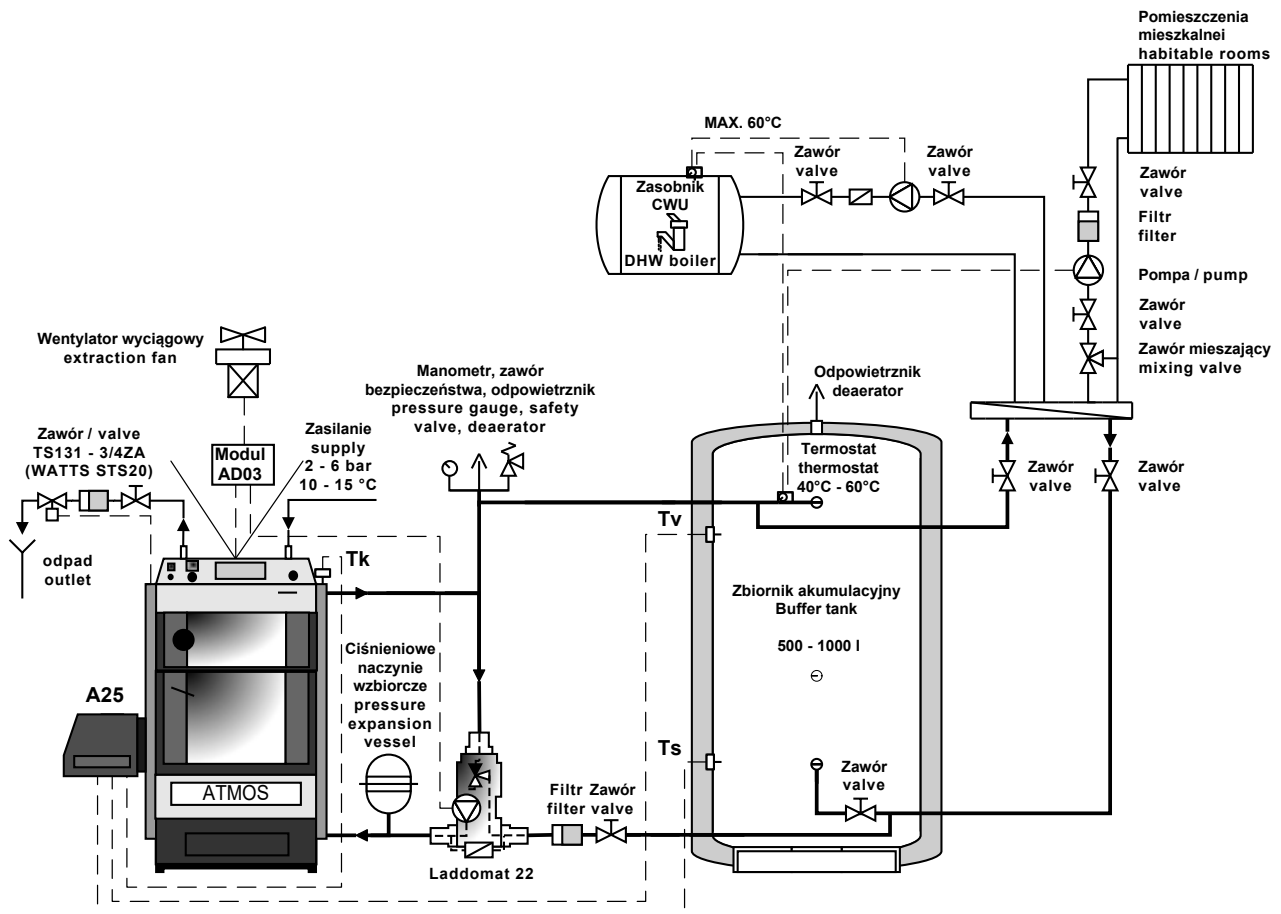 Pomieszczenia
mieszkalnei
habitable rooms
MAX. 60°C
Zawór
valve
Zawór
valve
Zasobnik
CWU
DHW boiler
Zawór
valve
Filtr
filter
Pompa / pump
Zawór
valve
Zawór mieszający
mixing valve
Wentylator wyciągowy
extraction fan
Manometr, zawór
bezpieczeństwa, odpowietrznik
pressure gauge, safety
valve, deaerator
Odpowietrznik
deaerator
Zawór / valve
TS131 - 3/4ZA
(WATTS STS20)
Modul
AD03
Zasilanie
supply
2 - 6 bar
10 - 15 °C
Termostat
thermostat
40°C - 60°C
Zawór
valve
Zawór
valve
odpad
outlet
Tk
Tv
Zbiornik akumulacyjny
Buffer tank
500 - 1000 l
Ciśnieniowe
naczynie
wzbiorcze
pressure
expansion
vessel
A25
Ts
ATMOS
Filtr Zawór
filter valve
Zawór
valve
Laddomat 22